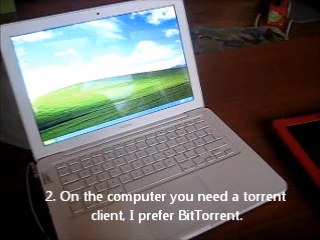 2. On the computer you need a torrent
client, I prefer BitTorrent.